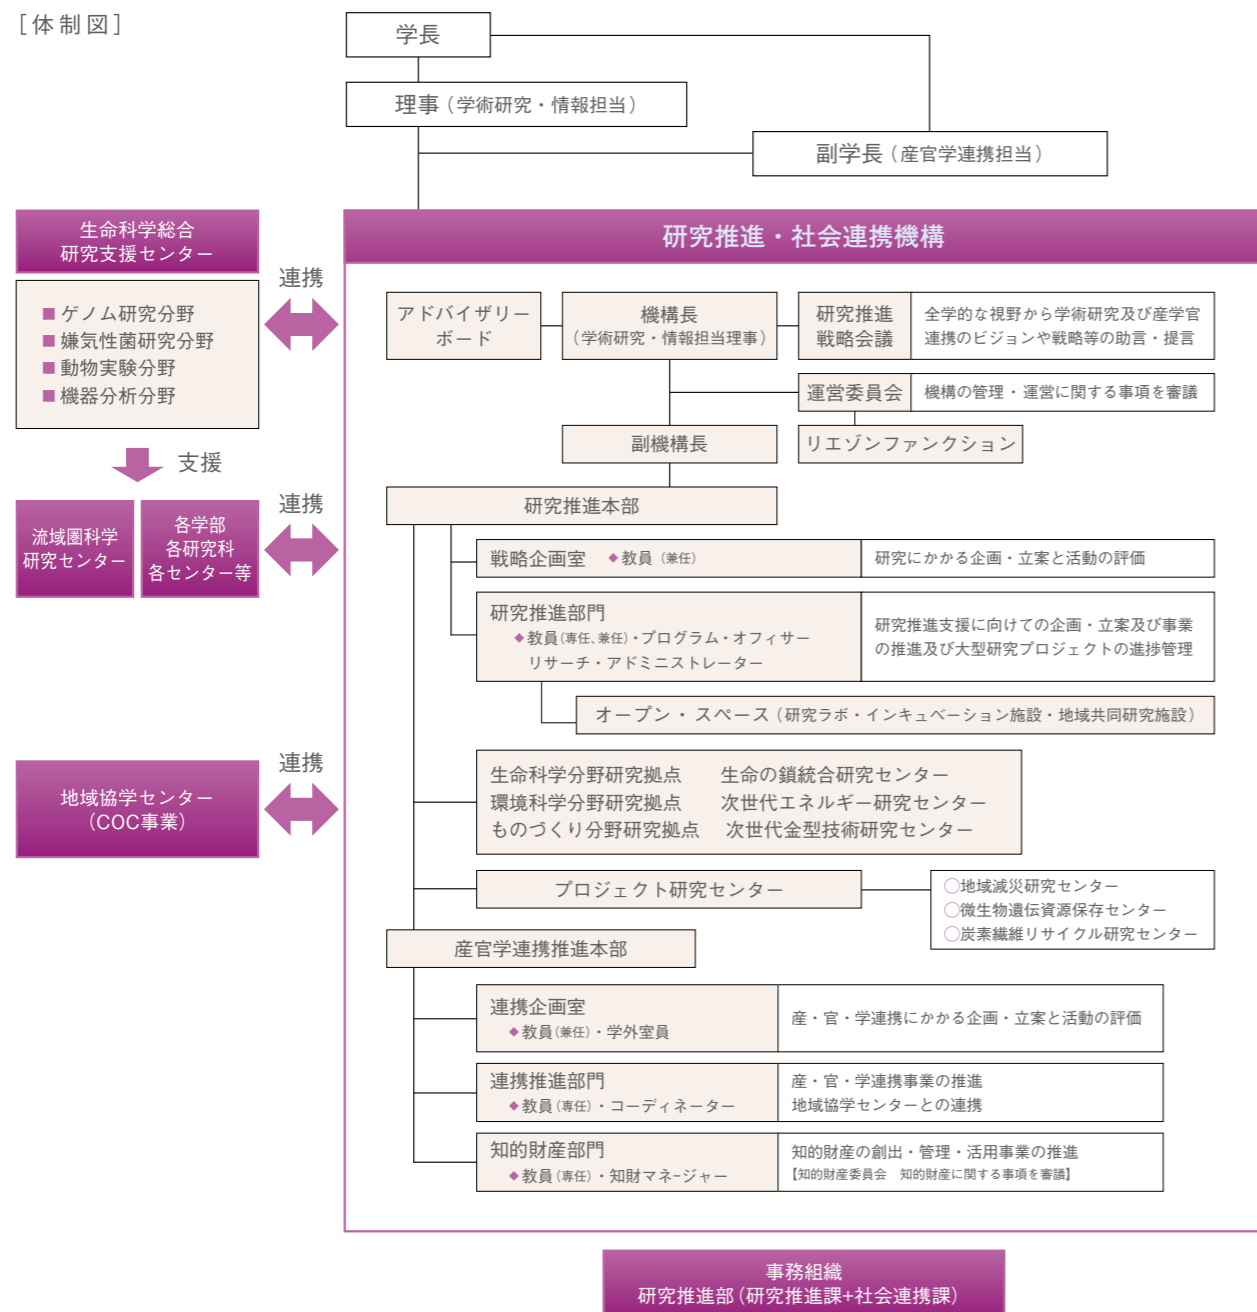 ［体制図］
学長
理事（学術研究・情報担当）
副学長（産官学連携担当）
生命科学総合
研究支援センター
■ ゲノム研究分野
■ 嫌気性菌研究分野
■ 動物実験分野
■ 機器分析分野
連携
支援
流域圏科学
研究センター
各学部
各研究科
各センター等
連携
地域協学センター
（COC事業）
連携
研究推進・社会連携機構
アドバイザリー
ボード
機構長
（学術研究・情報担当理事）
研究推進
戦略会議
全学的な視野から学術研究及び産学官
連携のビジョンや戦略等の助言・提言
運営委員会
機構の管理・運営に関する事項を審議
副機構長
リエゾンファンクション
研究推進本部
戦略企画室 ◆教員（兼任）
研究にかかる企画・立案と活動の評価
研究推進部門
◆教員（専任、兼任）・プログラム・オフィサー
リサーチ・アドミニストレーター
研究推進支援に向けての企画・立案及び事業
の推進及び大型研究プロジェクトの進捗管理
オープン・スペース（研究ラボ・インキュベーション施設・地域共同研究施設）
生命科学分野研究拠点 生命の鎖統合研究センター
環境科学分野研究拠点 次世代エネルギー研究センター
ものづくり分野研究拠点 次世代金型技術研究センター
プロジェクト研究センター
○地域減災研究センター
○微生物遺伝資源保存センター
○炭素繊維リサイクル研究センター
産官学連携推進本部
連携企画室
◆教員（兼任）・学外室員
産・官・学連携にかかる企画・立案と活動の評価
連携推進部門
◆教員（専任）・コーディネーター
産・官・学連携事業の推進
地域協学センターとの連携
知的財産部門
◆教員（専任）・知財マネージャー
知的財産の創出・管理・活用事業の推進
【知的財産委員会　知的財産に関する事項を審議】
事務組織
研究推進部（研究推進課+社会連携課）